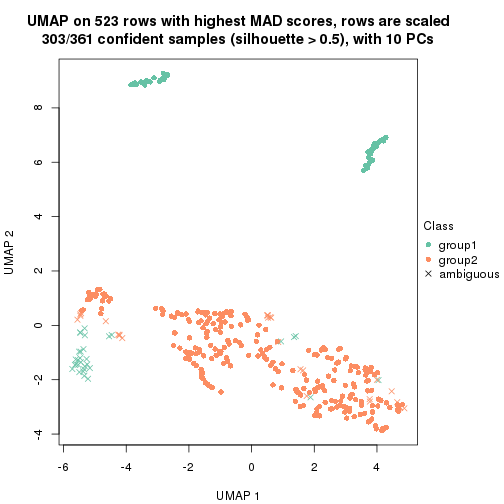 UMAP on 523 rows with highest MAD scores, rows are scaled
303/361 confident samples (silhouette > 0.5), with 10 PCs
8
6
4
2
0
-2
-4
UMAP 2
-6
-4
-2
0
2
4
UMAP 1
Class
group1
group2
ambiguous